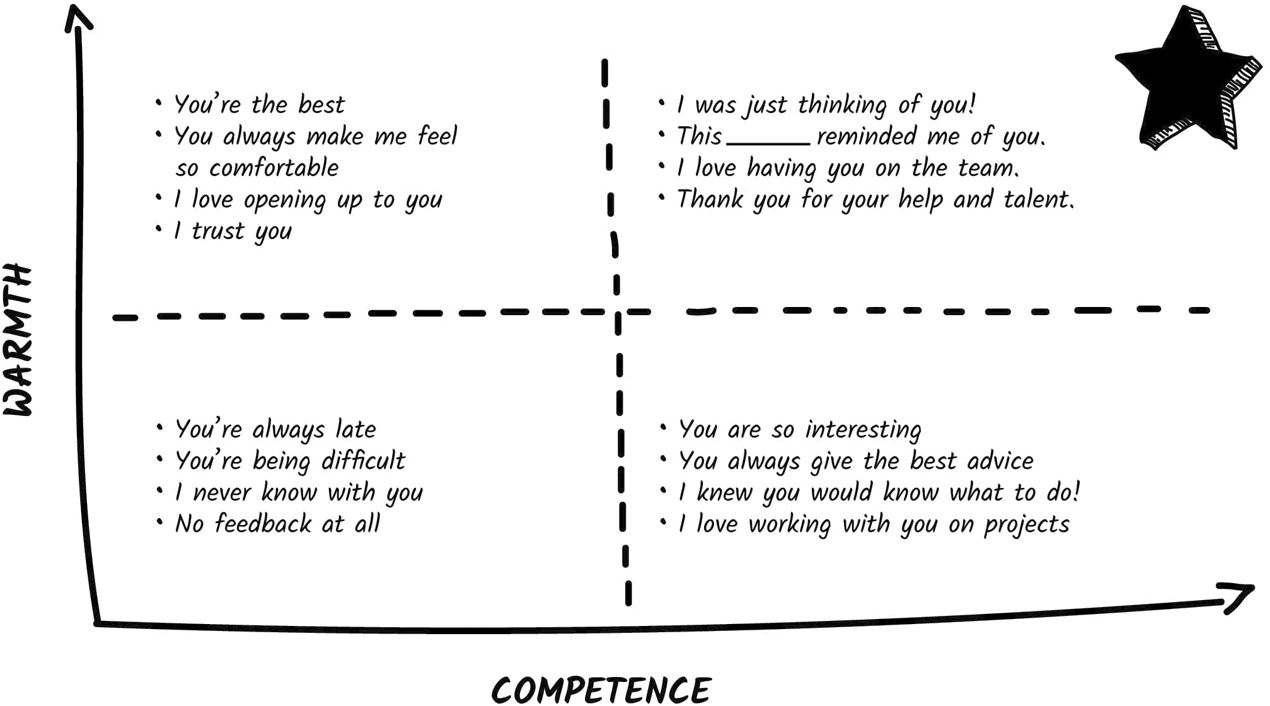 • You're the best
• You always make me feel
so comfortable
• I love opening up to you
• I trust you
• I was just thinking of you!
• This ______ reminded me of you.
• I love having you on the team.
• Thank you for your help and talent.
WARMTH
• You're always late
• You're being difficult
• I never know with you
• No feedback at all
• You are so interesting
• You always give the best advice
• I knew you would know what to do!
• I love working with you on projects
COMPETENCE